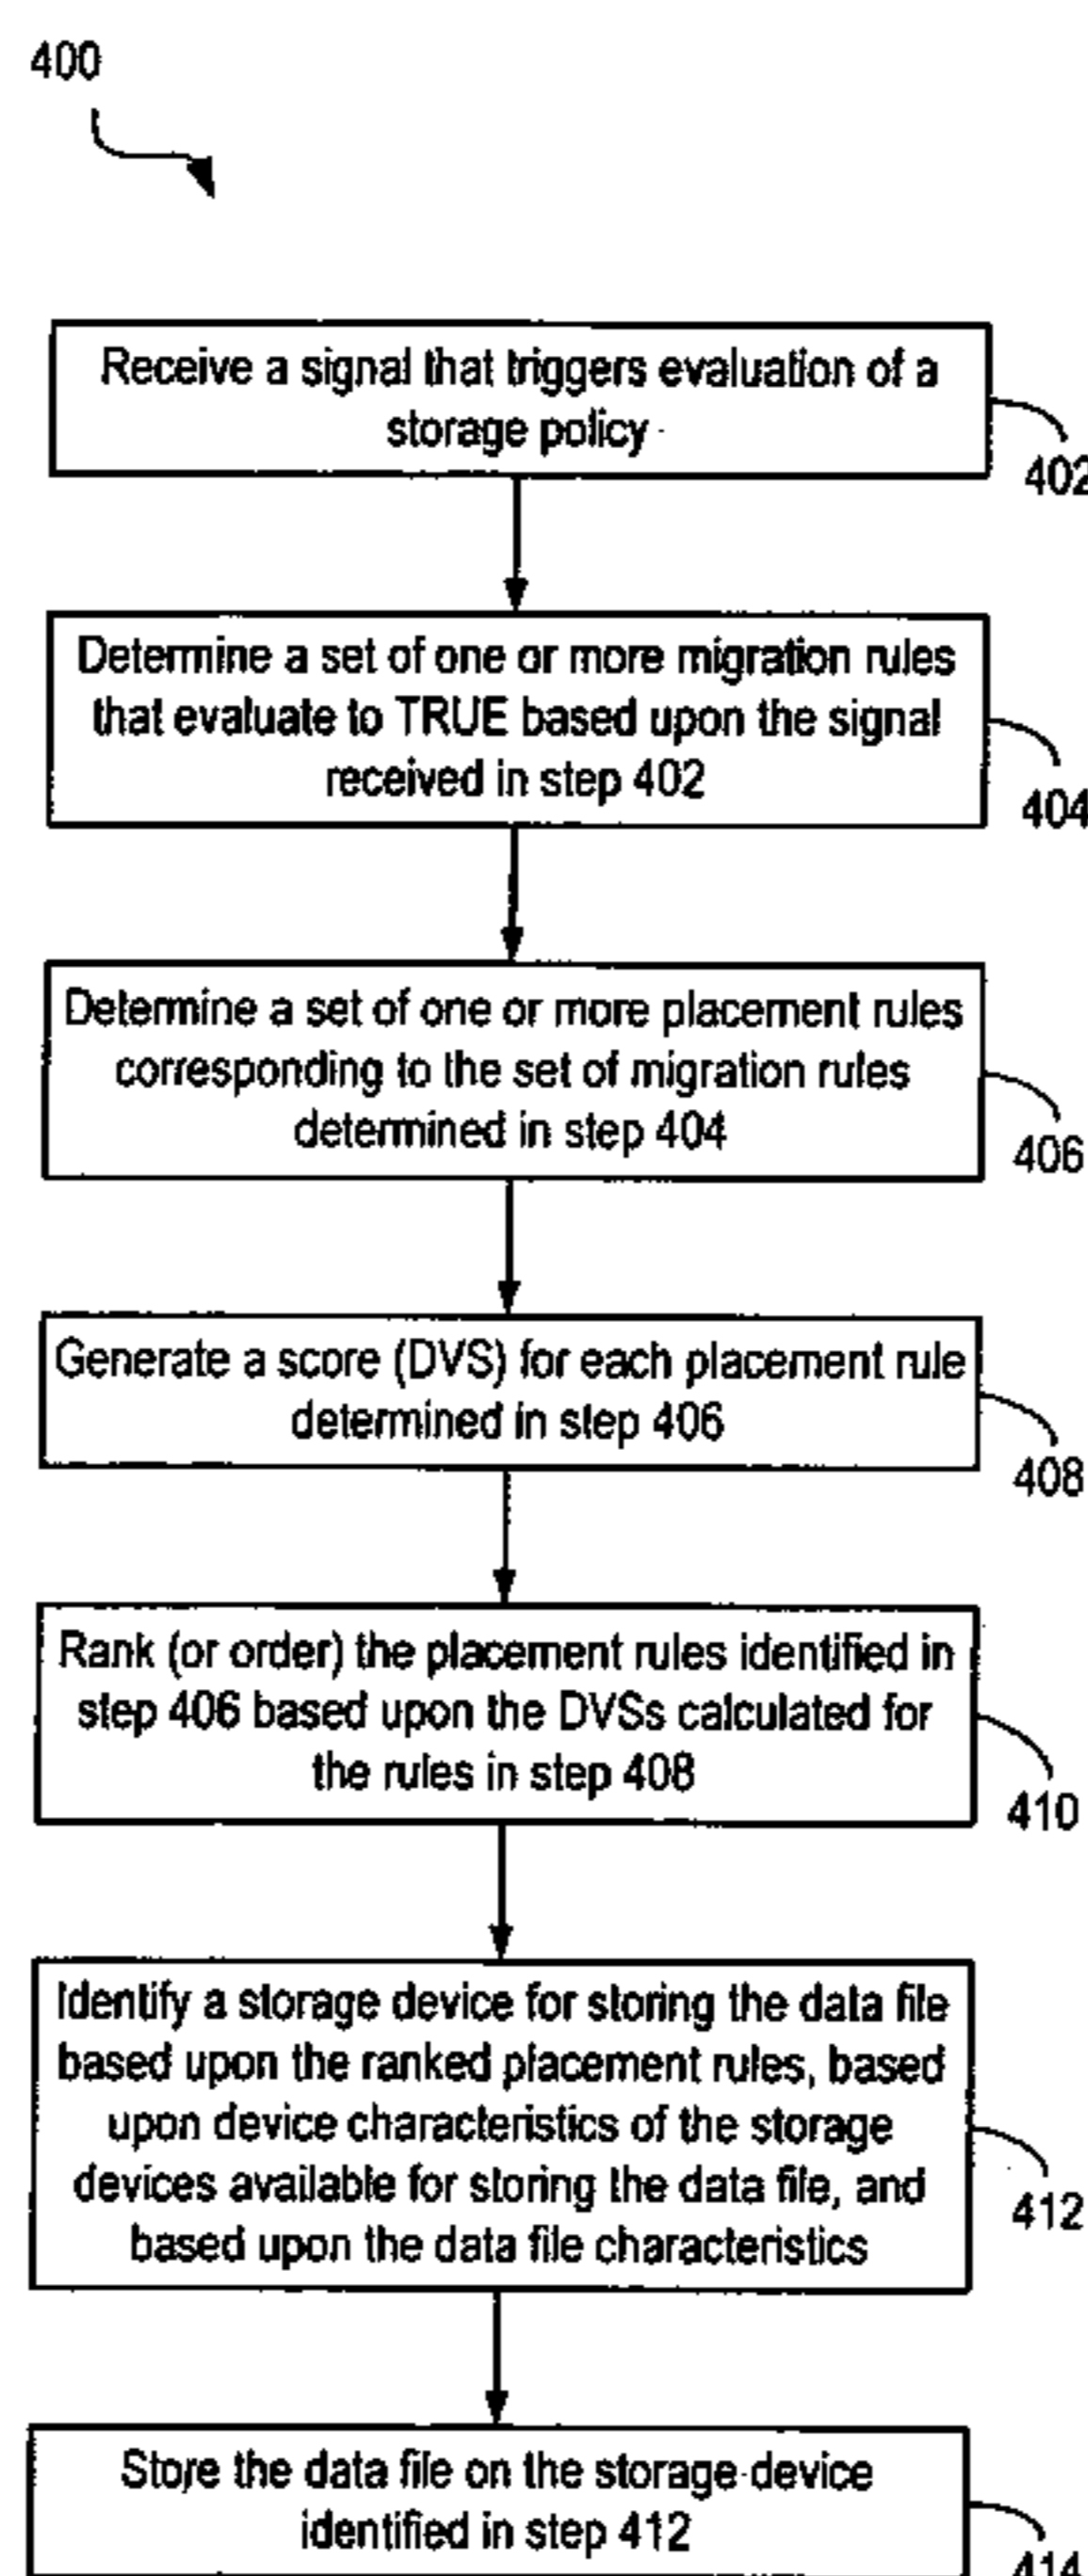 400
Receive a signal that triggers evaluation of a
storage policy
402
Determine a set of one or more migration rules
that evaluate to TRUE based upon the signal
received in step 402
404
Determine a set of one or more placement rules
corresponding to the set of migration rules
determined in step 404
406
Generate a score (DVS) for each placement rule
determined in step 406
408
Rank (or order) the placement rules identified in
step 406 based upon the DVSs calculated for
the rules in step 408
410
Identify a storage device for storing the data file
based upon the ranked placement rules, based
upon device characteristics of the storage
devices available for storing the data file, and
based upon the data file characteristics
412
Store the data file on the storage device
identified in step 412
414